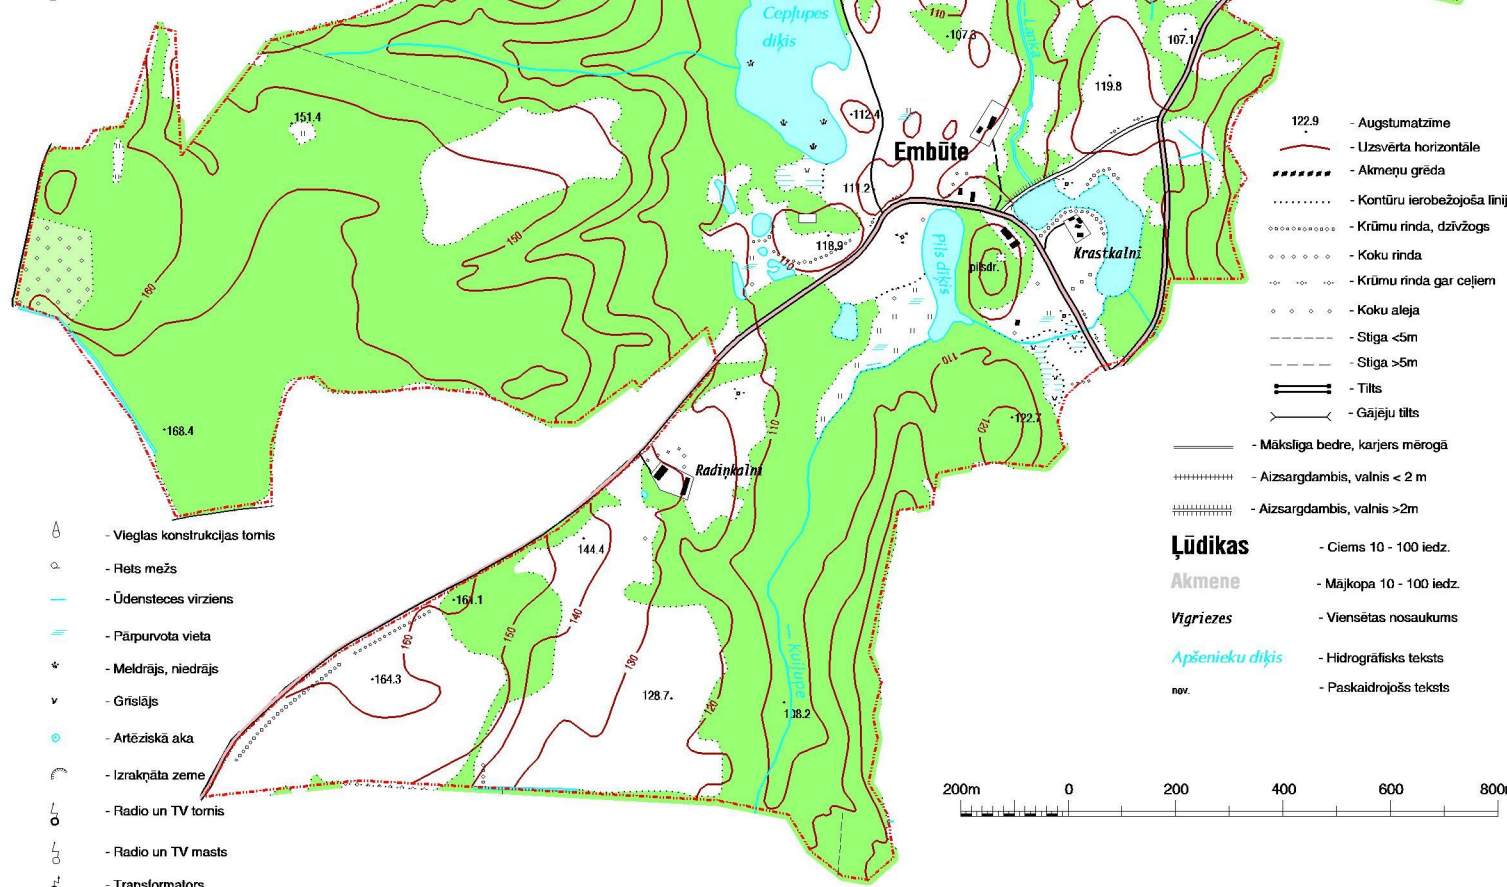 Cepļupes
dīķis
110
107.3
Lanka
107.1
119.8
151.4
112.4
Embūte
111.2
150
160
118.9
110
Pils dīķis
pilsdr.
Krastkalni
110
122.7
120
168.4
110
Radiņkalni
144.4
161.1
160
150
140
130
164.3
128.7
120
Kuiļupe
108.2
122.9 - Augstumatzīme
- Uzsvērta horizontāle
- Akmeņu grēda
- Kontūru ierobežojoša līnij
- Krūmu rinda, dzīvžogs
- Koku rinda
- Krūmu rinda gar ceļiem
- Koku aleja
- Stiga <5m
- Stiga >5m
- Tilts
- Gājēju tilts
- Mākslīga bedre, karjers mērogā
- Aizsargdambis, valnis < 2 m
- Aizsargdambis, valnis >2m
Ļūdikas - Ciems 10 - 100 iedz.
Akmene - Mājkopa 10 - 100 iedz.
Vīgriezes - Viensētas nosaukums
Apšenieku dīķis - Hidrogrāfisks teksts
nov. - Paskaidrojošs teksts
- Vieglas konstrukcijas tornis
- Rets mežs
- Ūdensteces virziens
- Pārpurvota vieta
- Meldrājs, niedrājs
- Grīslājs
- Artēziskā aka
- Izrakņāta zeme
- Radio un TV tornis
- Radio un TV masts
- Transformators
200m 0 200 400 600 800m